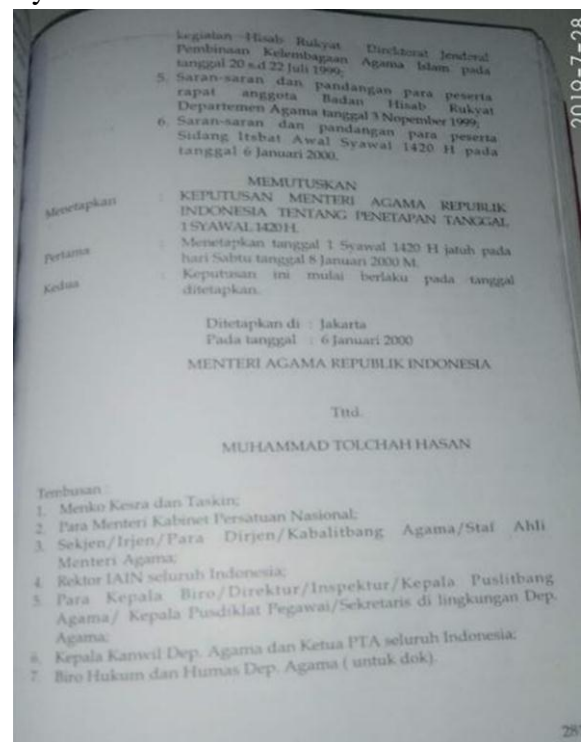 kegiatan Hisab Rukyat Direktorat Jenderal
Pembinaan Kelembagaan Agama Islam pada
tanggal 20 s.d 22 Juli 1999;
5. Saran-saran dan pandangan para peserta
rapat anggota Badan Hisab Rukyat
Departemen Agama tanggal 3 Nopember 1999;
6. Saran-saran dan pandangan para peserta
Sidang Itsbat Awal Syawal 1420 H pada
tanggal 6 Januari 2000.
MEMUTUSKAN
Menetapkan : KEPUTUSAN MENTERI AGAMA REPUBLIK
INDONESIA TENTANG PENETAPAN TANGGAL
1 SYAWAL 1420 H.
Pertama : Menetapkan tanggal 1 Syawal 1420 H jatuh pada
hari Sabtu tanggal 8 Januari 2000 M.
Kedua : Keputusan ini mulai berlaku pada tanggal
ditetapkan.
Ditetapkan di : Jakarta
Pada tanggal : 6 Januari 2000
MENTERI AGAMA REPUBLIK INDONESIA
Ttd.
MUHAMMAD TOLCHAH HASAN
Tembusan :
1. Menko Kesra dan Taskin;
2. Para Menteri Kabinet Persatuan Nasional;
3. Sekjen/Irjen/Para Dirjen/Kabalitbang Agama/Staf Ahli
Menteri Agama;
4. Rektor IAIN seluruh Indonesia;
5. Para Kepala Biro/Direktur/Inspektur/Kepala Puslitbang
Agama/ Kepala Pusdiklat Pegawai/Sekretaris di lingkungan Dep.
Agama;
6. Kepala Kanwil Dep. Agama dan Ketua PTA seluruh Indonesia;
7. Biro Hukum dan Humas Dep. Agama ( untuk dok).
2019-7-28